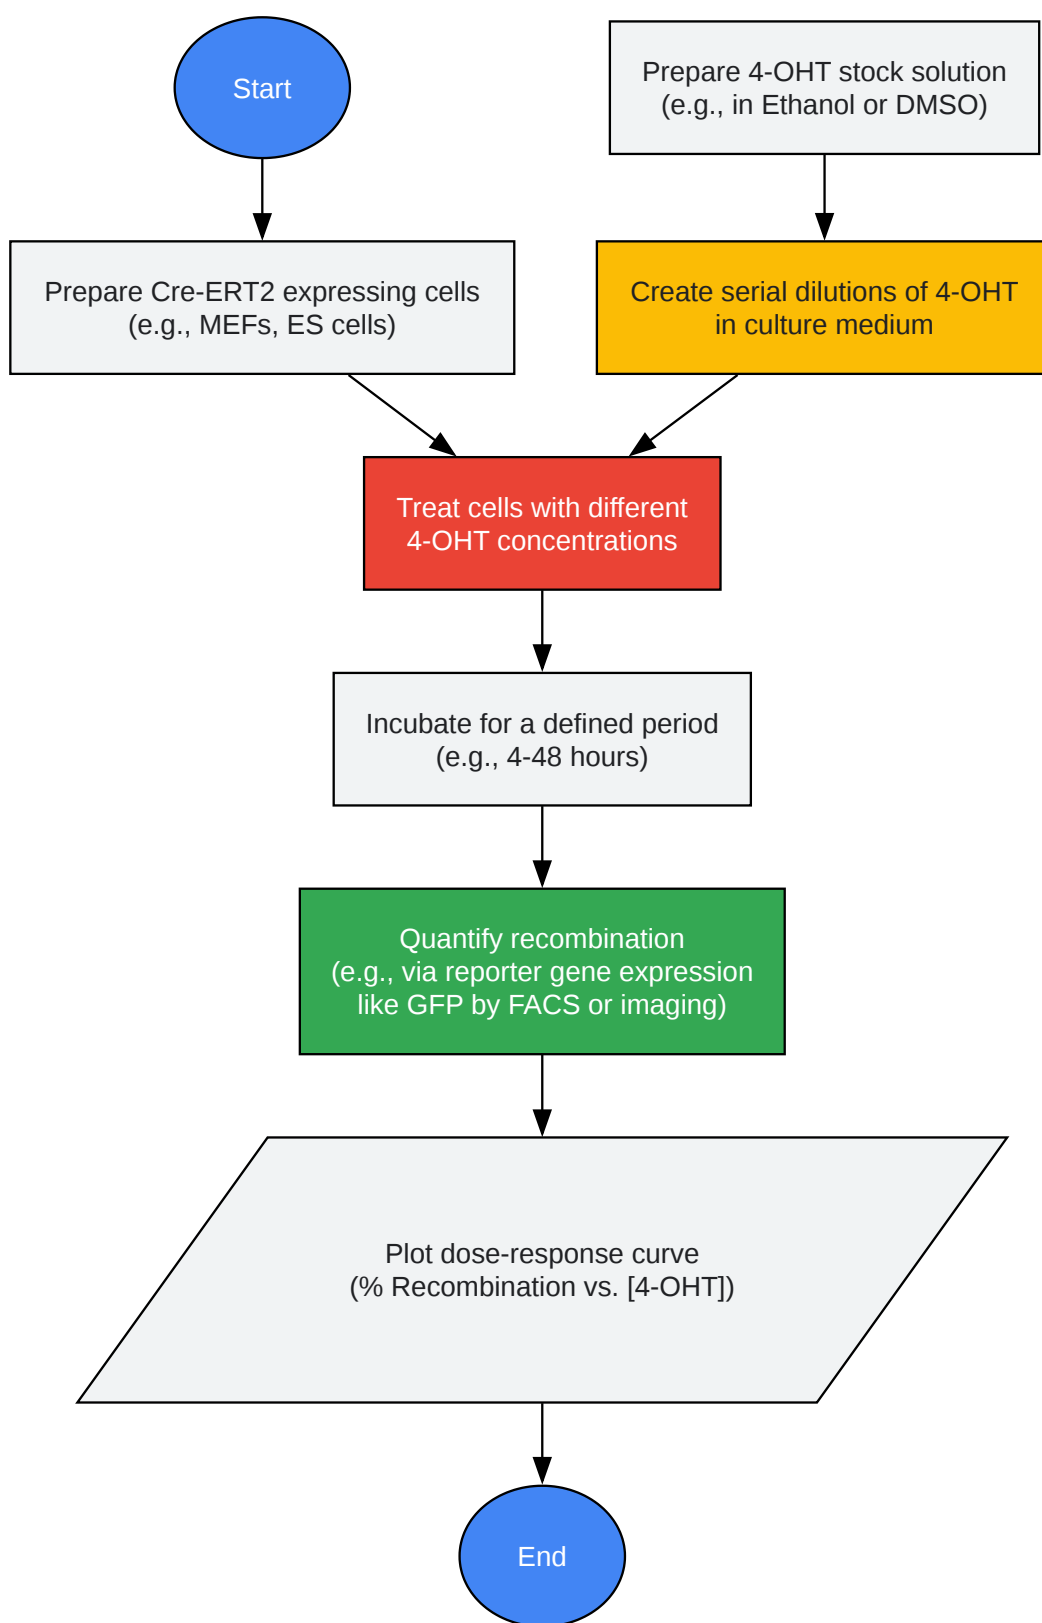 Start
Prepare 4-OHT stock solution
(e.g., in Ethanol or DMSO)
Prepare Cre-ERT2 expressing cells
(e.g., MEFs, ES cells)
Create serial dilutions of 4-OHT
in culture medium
Treat cells with different
4-OHT concentrations
Incubate for a defined period
(e.g., 4-48 hours)
Quantify recombination
(e.g., via reporter gene expression
like GFP by FACS or imaging)
Plot dose-response curve
(% Recombination vs. [4-OHT])
End